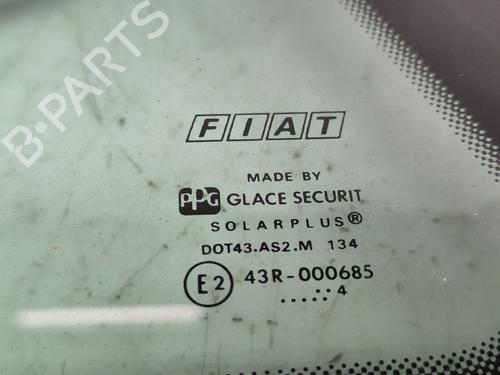 B-PARTS
FIAT
MADE BY
PPG GLACE SECURIT
SOLARPLUS®
DOT43.AS2.M 134
E2 43R-000685
.....4